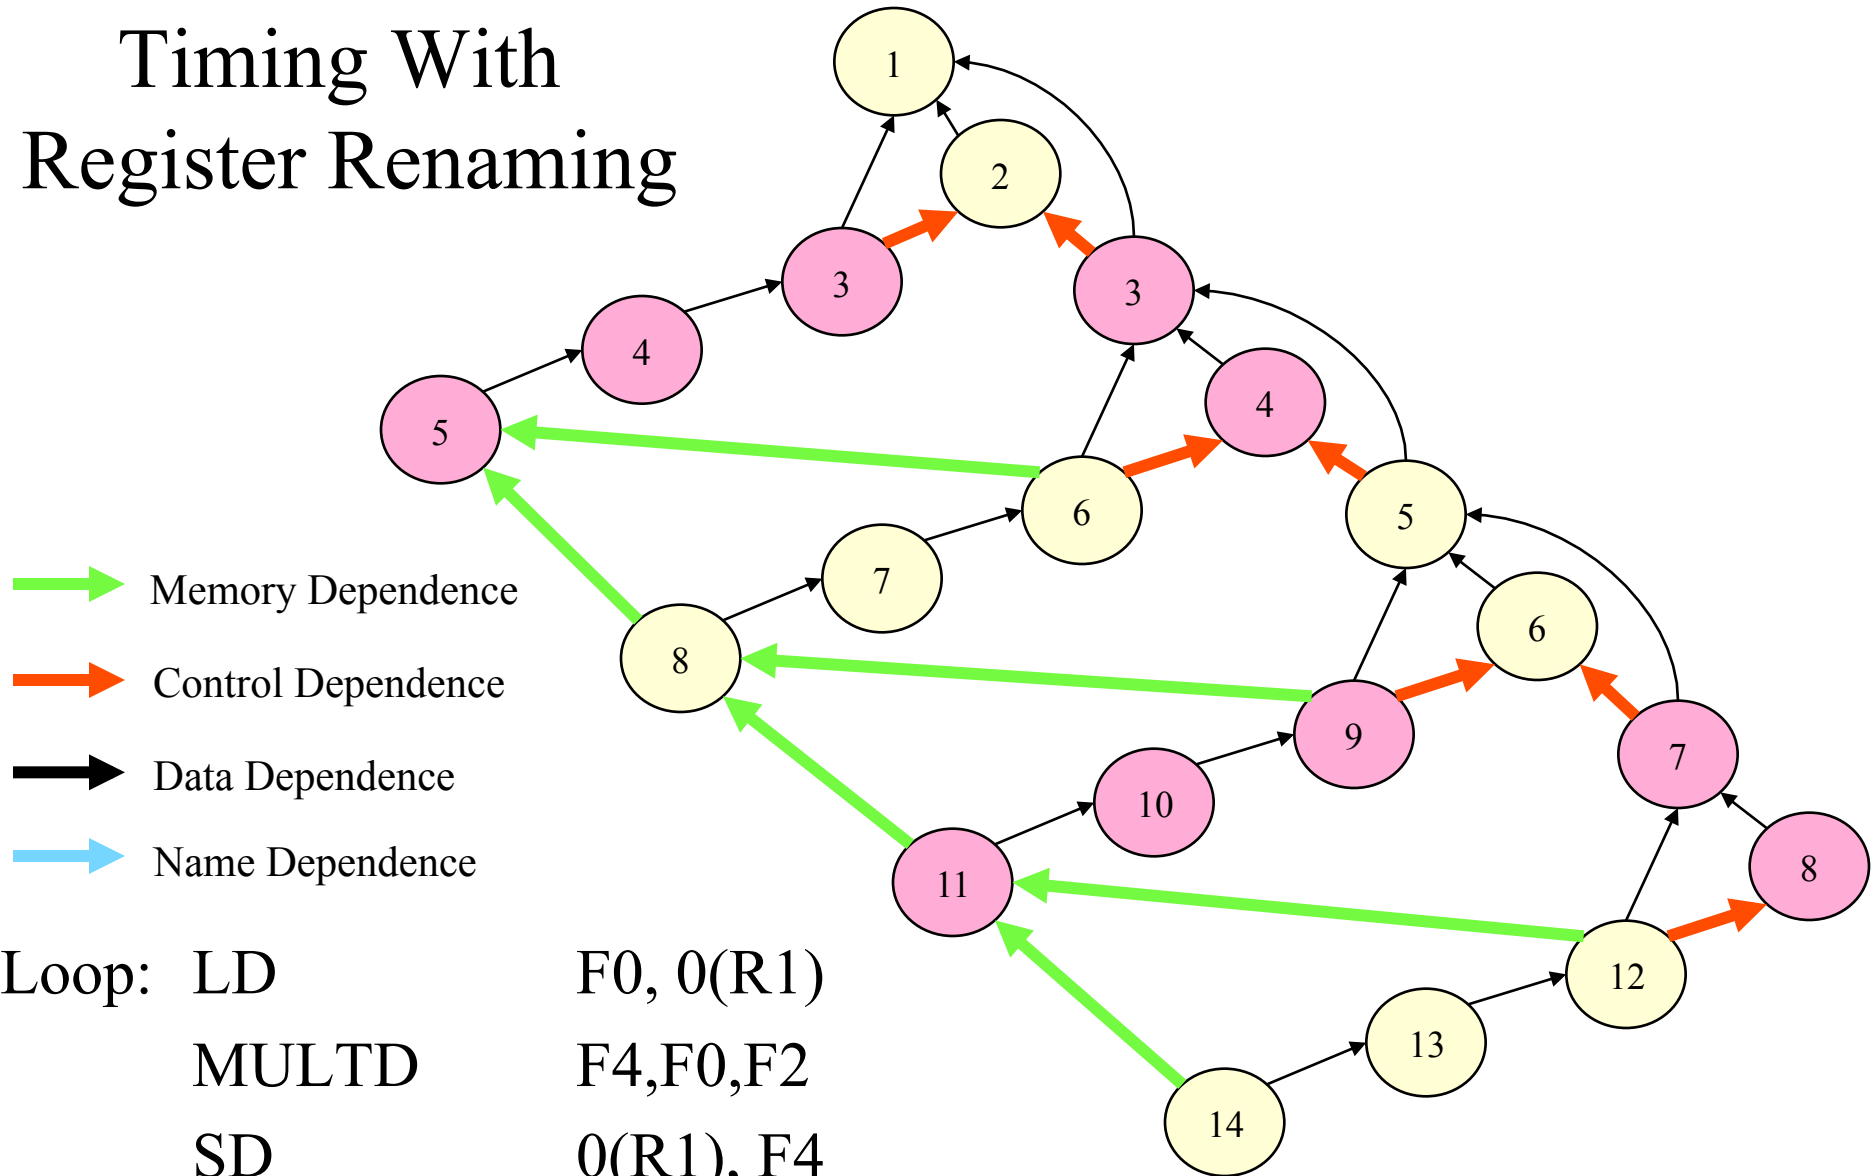 Timing With
Register Renaming
1
2
3
3
4
4
5
6
5
7
6
8
9
7
10
8
11
12
13
14
Memory Dependence
Control Dependence
Data Dependence
Name Dependence
Loop: LD F0, 0(R1)
MULTD F4,F0,F2
SD 0(R1), F4